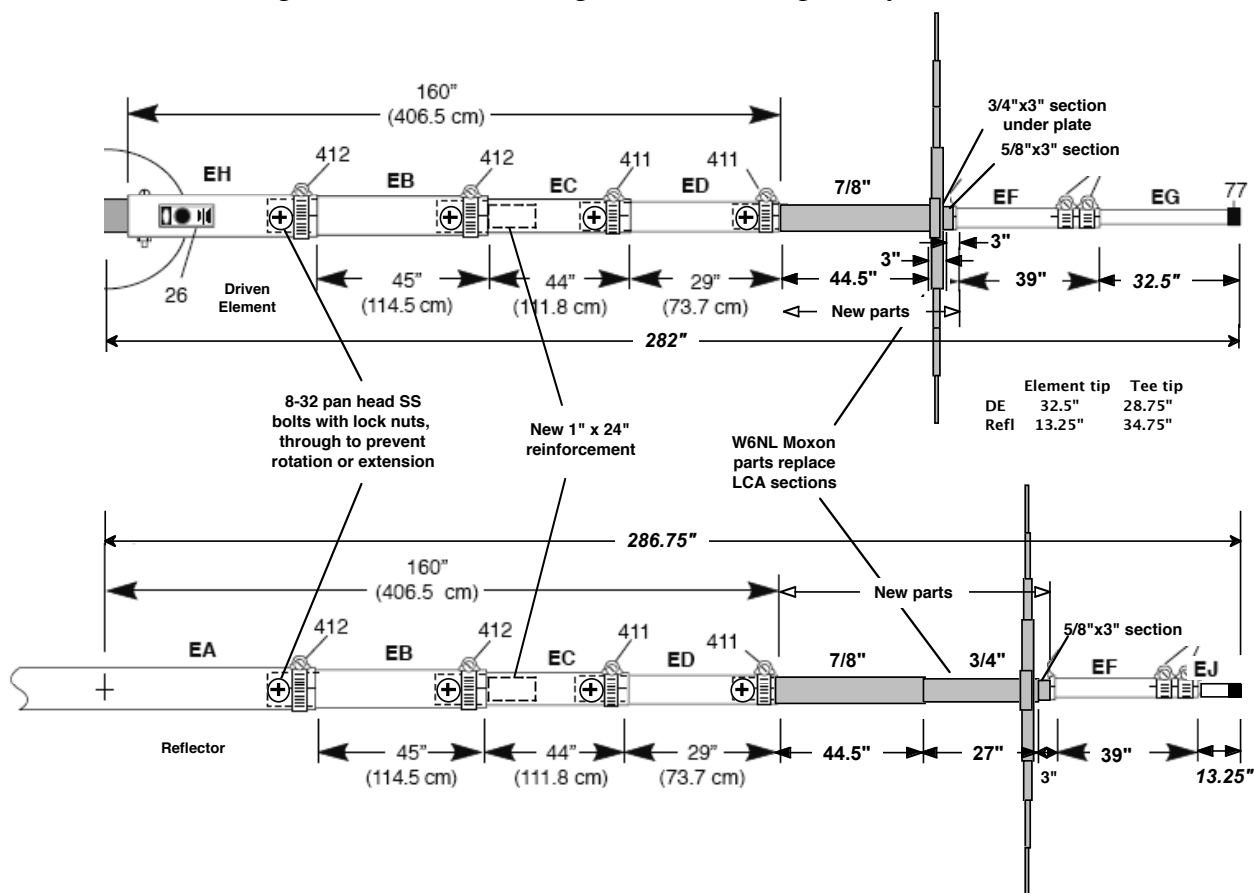 160"
(406.5 cm)
3/4"x3" section
under plate
5/8"x3" section
412
412
411
411
EH
EB
EC
ED
7/8"
EF
EG
77
26
Driven
Element
3"
3"
45"
(114.5 cm)
44"
(111.8 cm)
29"
(73.7 cm)
44.5"
39"
32.5"
New parts
282"
8-32 pan head SS
bolts with lock nuts,
through to prevent
rotation or extension
New 1" x 24"
reinforcement
W6NL Moxon
parts replace
LCA sections
Element tip Tee tip
DE 32.5" 28.75"
Refl 13.25" 34.75"
286.75"
160"
(406.5 cm)
New parts
5/8"x3" section
412
412
411
411
EA
EB
EC
ED
7/8"
3/4"
EF
EJ
Reflector
45"
(114.5 cm)
44"
(111.8 cm)
29"
(73.7 cm)
44.5"
27"
3"
39"
13.25"